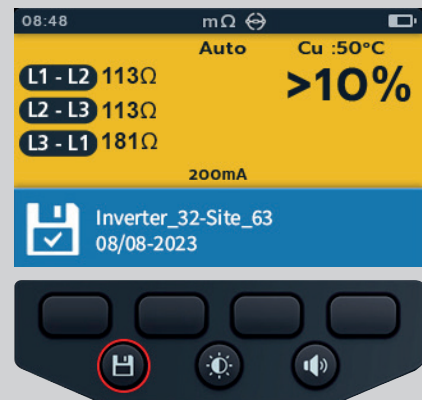 08:48 mΩ
Auto Cu :50°C
L1 - L2 113Ω >10%
L2 - L3 113Ω
L3 - L1 181Ω
200mA
Inverter_32-Site_63
08/08-2023